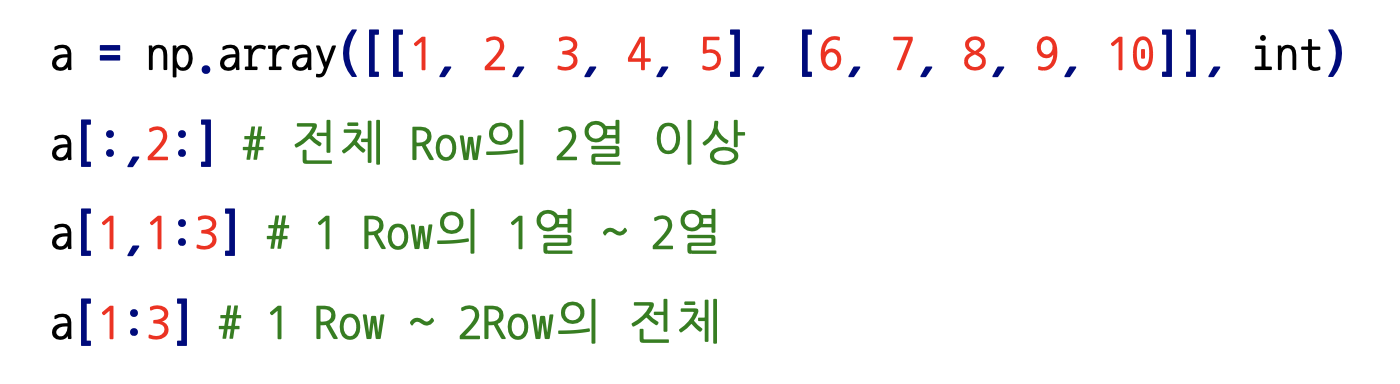 a = np.array([[1, 2, 3, 4, 5], [6, 7, 8, 9, 10]], int)
a[:,2:] # 전체 Row의 2열 이상
a[1,1:3] # 1 Row의 1열 ~ 2열
a[1:3] # 1 Row ~ 2Row의 전체